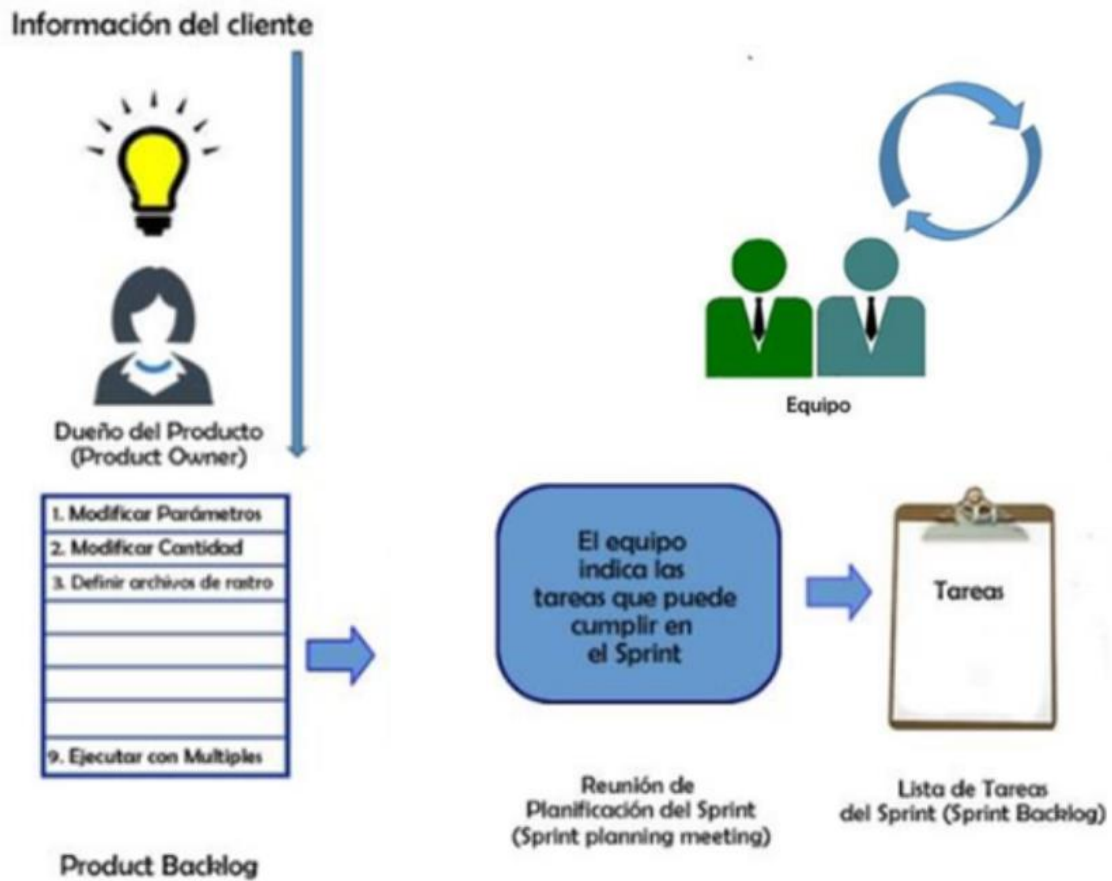 Información del cliente
Dueño del Producto
(Product Owner)
1. Modificar Parámetros
2. Modificar Cantidad
3. Definir archivos de rastro
9. Ejecutar con Multiples
Product Backlog
Equipo
El equipo
indica las
tareas que puede
cumplir en
el Sprint
Reunión de
Planificación del Sprint
(Sprint planning meeting)
Tareas
Lista de Tareas
del Sprint (Sprint Backlog)